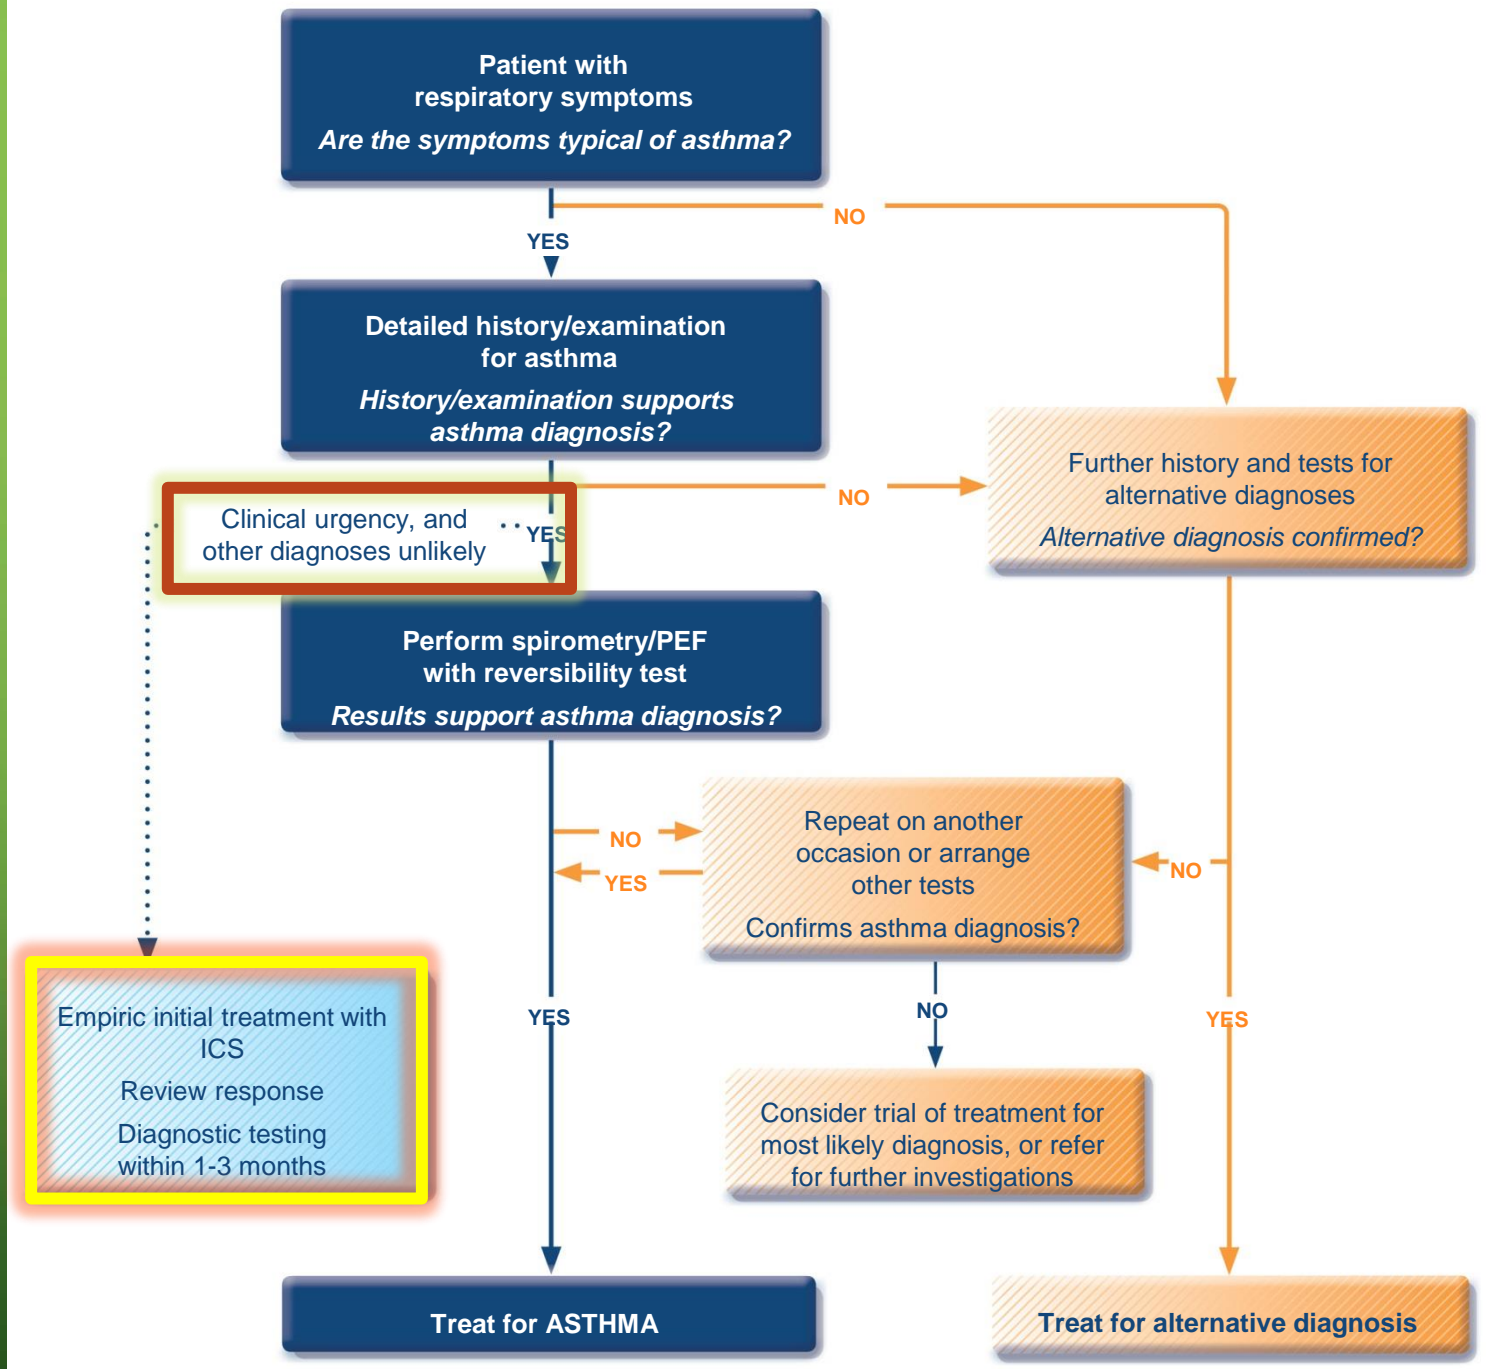 Patient with
respiratory symptoms
Are the symptoms typical of asthma?
NO
YES
Detailed history/examination
for asthma
History/examination supports
asthma diagnosis?
NO
Further history and tests for
alternative diagnoses
Alternative diagnosis confirmed?
Clinical urgency, and
other diagnoses unlikely
YES
Perform spirometry/PEF
with reversibility test
Results support asthma diagnosis?
NO
YES
Repeat on another
occasion or arrange
other tests
Confirms asthma diagnosis?
NO
Empiric initial treatment with
ICS
Review response
Diagnostic testing
within 1-3 months
YES
NO
YES
Consider trial of treatment for
most likely diagnosis, or refer
for further investigations
Treat for ASTHMA
Treat for alternative diagnosis